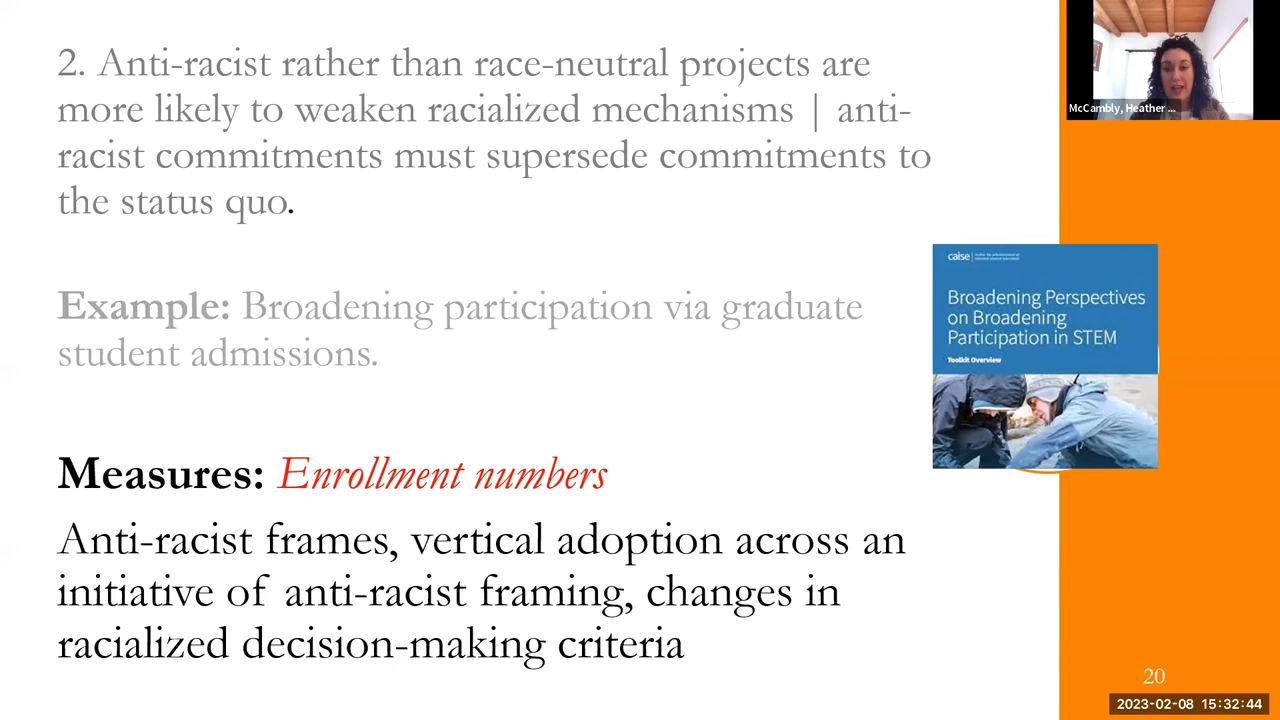 2. Anti-racist rather than race-neutral projects are
more likely to weaken racialized mechanisms | anti-
racist commitments must supersede commitments to
the status quo.
Example: Broadening participation via graduate
student admissions.
Measures: Enrollment numbers
Anti-racist frames, vertical adoption across an
initiative of anti-racist framing, changes in
racialized decision-making criteria
McCambly, Heather ...
caise
Broadening Perspectives
on Broadening
Participation in STEM
Toolkit Overview
20
2023-02-08 15:32:44